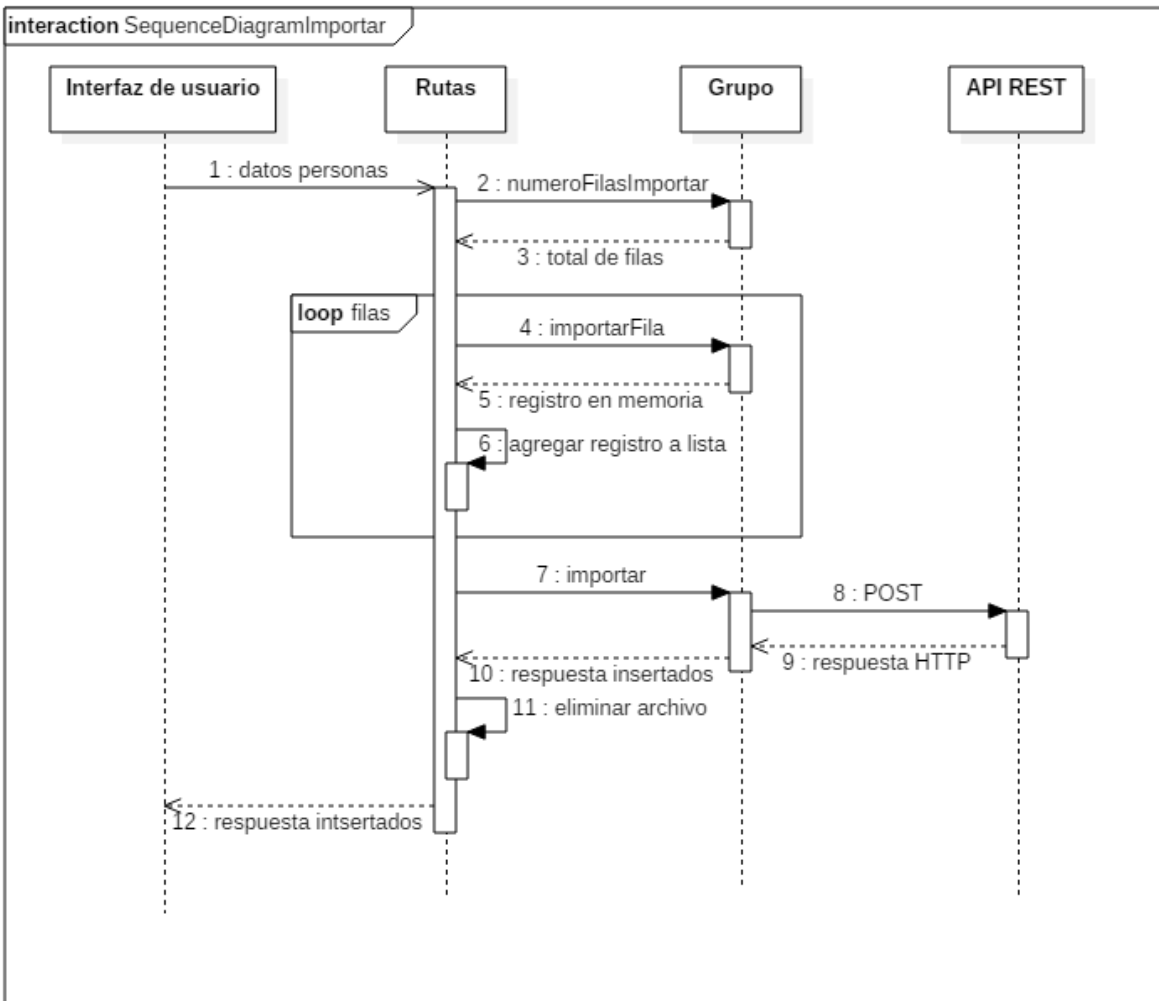 interaction SequenceDiagramImportar
Interfaz de usuario
Rutas
Grupo
API REST
1 : datos personas
2 : numeroFilasImportar
3 : total de filas
loop filas
4 : importarFila
5 : registro en memoria
6 : agregar registro a lista
7 : importar
8 : POST
9 : respuesta HTTP
10 : respuesta insertados
11 : eliminar archivo
12 : respuesta intsertados